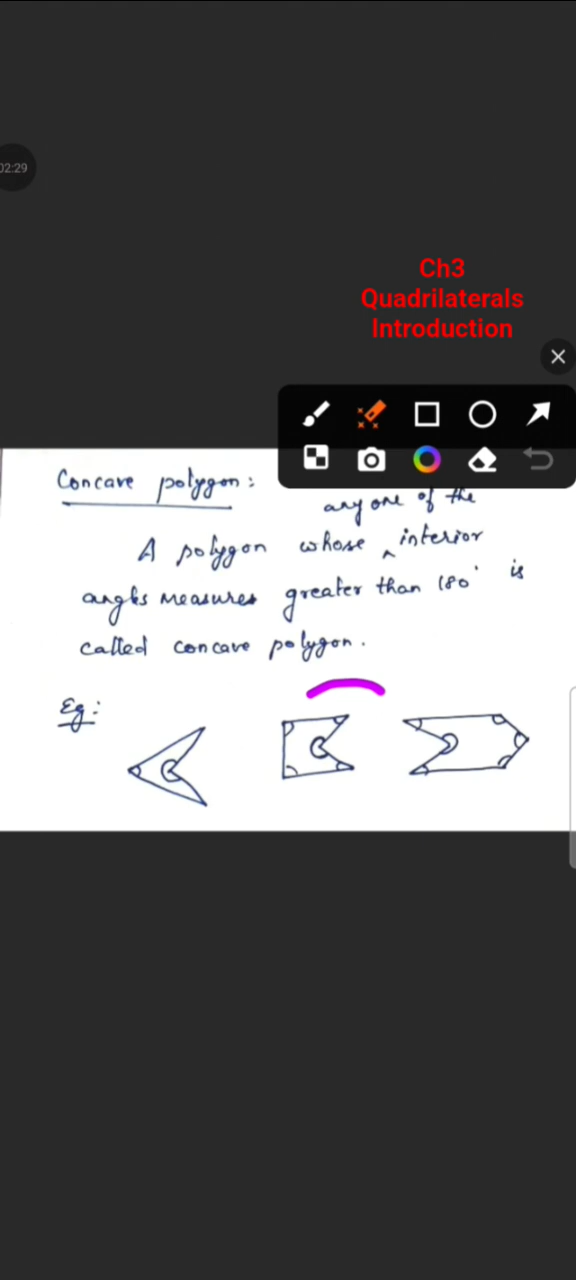 02:29
Ch3
Quadrilaterals
Introduction
Concave polygon:
any one of the
A polygon whose ‸ interior
angles measures greater than 180° is
called concave polygon.
Eg: